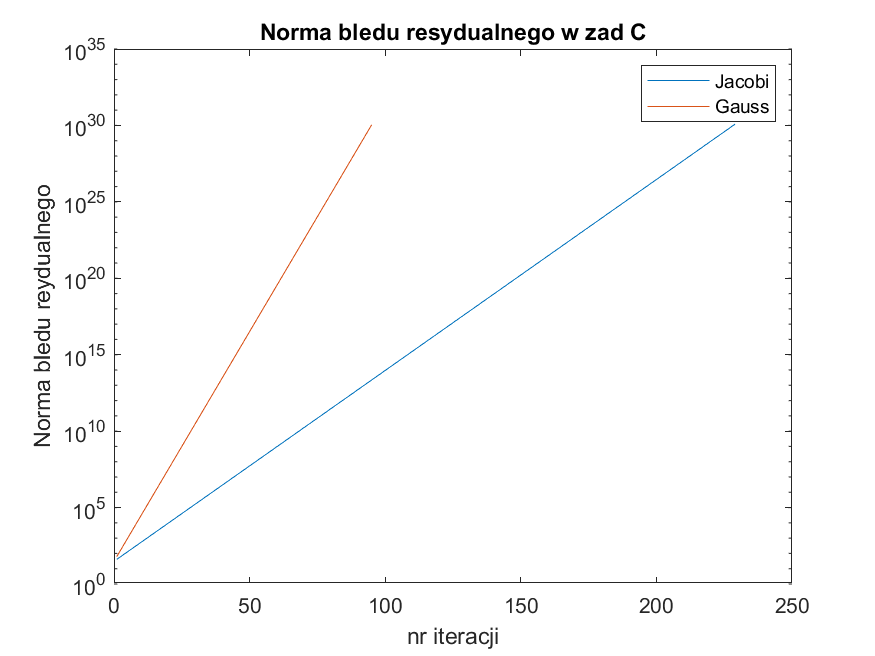 Norma bledu resydualnego w zad C
Norma bledu reydualnego
10^35
10^30
10^25
10^20
10^15
10^10
10^5
10^0
Jacobi
Gauss
0 50 100 150 200 250
nr iteracji